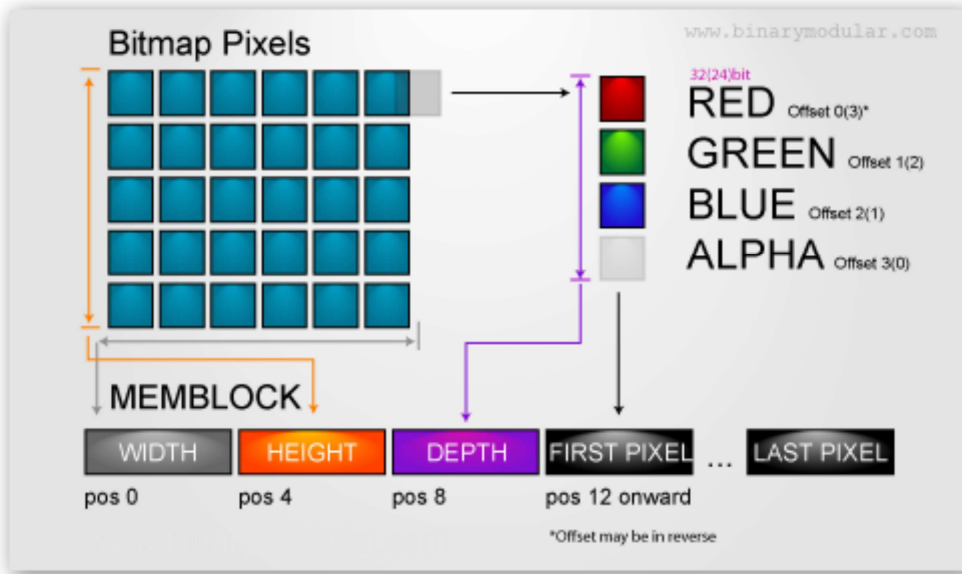 www.binarymodular.com
Bitmap Pixels
32(24)bit
RED Offset 0(3)*
GREEN Offset 1(2)
BLUE Offset 2(1)
ALPHA Offset 3(0)
MEMBLOCK
WIDTH HEIGHT DEPTH FIRST PIXEL ... LAST PIXEL
pos 0 pos 4 pos 8 pos 12 onward
*Offset may be in reverse